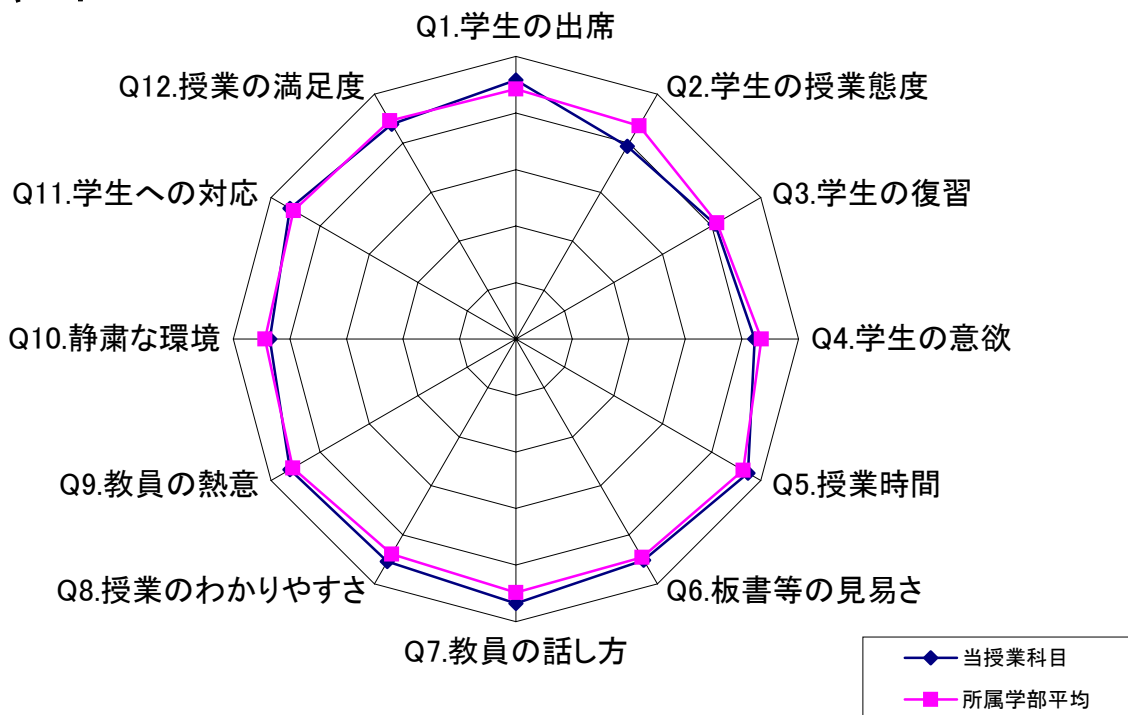 Q1.学生の出席
Q2.学生の授業態度
Q3.学生の復習
Q4.学生の意欲
Q5.授業時間
Q6.板書等の見易さ
Q7.教員の話し方
Q8.授業のわかりやすさ
Q9.教員の熱意
Q10.静粛な環境
Q11.学生への対応
Q12.授業の満足度
当授業科目
所属学部平均